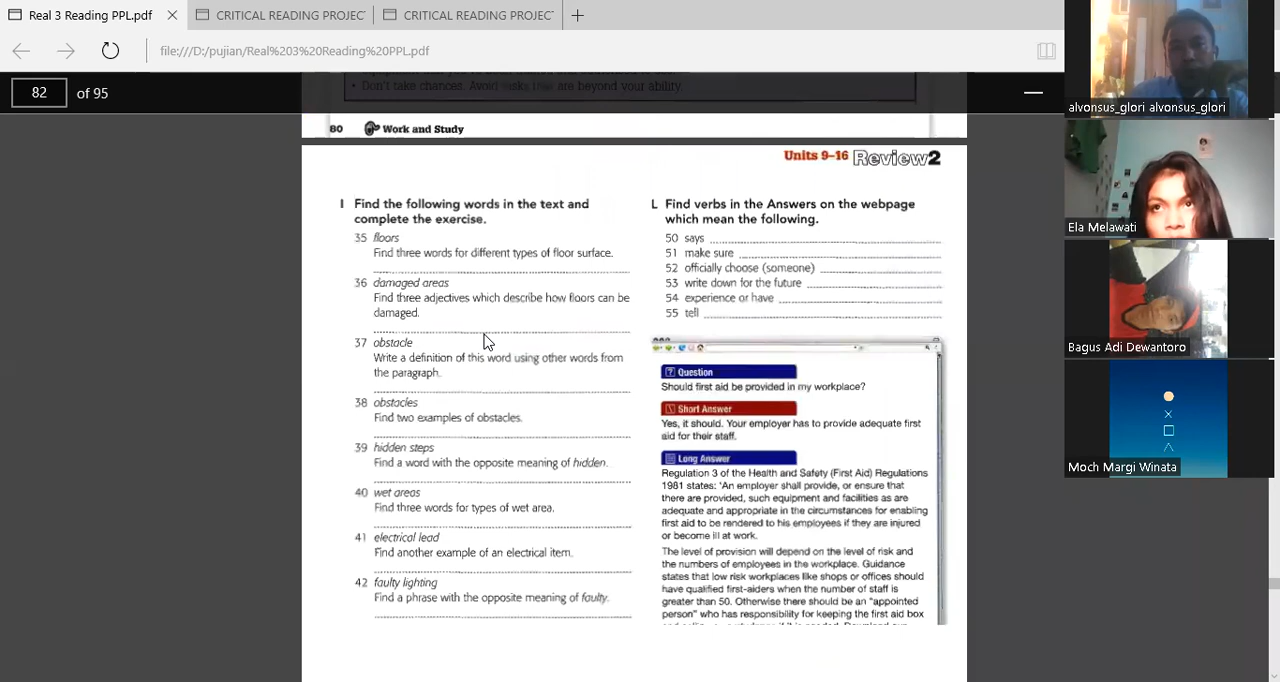 Real 3 Reading PPL.pdf
CRITICAL READING PROJECT
CRITICAL READING PROJECT
file:///D:/pujian/Real%203%20Reading%20PPL.pdf
82 of 95
• Don't take chances. Avoid tasks that are beyond your ability.
80 Work and Study
Units 9–16 Review2
I Find the following words in the text and
complete the exercise.
35 floors
Find three words for different types of floor surface.
36 damaged areas
Find three adjectives which describe how floors can be
damaged.
37 obstacle
Write a definition of this word using other words from
the paragraph.
38 obstacles
Find two examples of obstacles.
39 hidden steps
Find a word with the opposite meaning of hidden.
40 wet areas
Find three words for types of wet area.
41 electrical lead
Find another example of an electrical item.
42 faulty lighting
Find a phrase with the opposite meaning of faulty.
L Find verbs in the Answers on the webpage
which mean the following.
50 says
51 make sure
52 officially choose (someone)
53 write down for the future
54 experience or have
55 tell
? Question
Should first aid be provided in my workplace?
Short Answer
Yes, it should. Your employer has to provide adequate first
aid for their staff.
Long Answer
Regulation 3 of the Health and Safety (First Aid) Regulations
1981 states: 'An employer shall provide, or ensure that
there are provided, such equipment and facilities as are
adequate and appropriate in the circumstances for enabling
first aid to be rendered to his employees if they are injured
or become ill at work.
The level of provision will depend on the level of risk and
the numbers of employees in the workplace. Guidance
states that low risk workplaces like shops or offices should
have qualified first-aiders when the number of staff is
greater than 50. Otherwise there should be an "appointed
person" who has responsibility for keeping the first aid box
alvonsus_glori alvonsus_glori
Ela Melawati
Bagus Adi Dewantoro
Moch Margi Winata